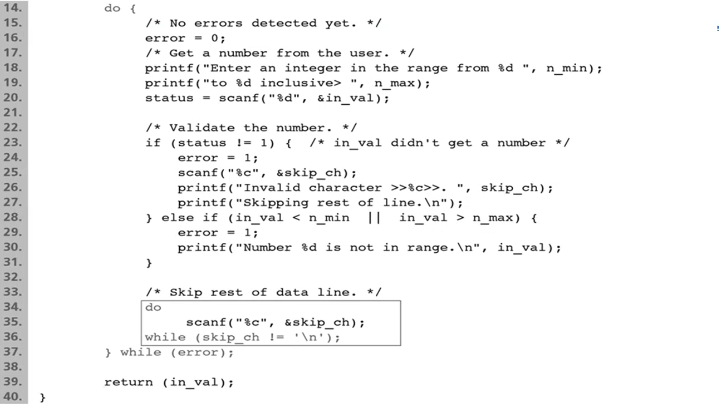 14. do {
15. /* No errors detected yet. */
16. error = 0;
17. /* Get a number from the user. */
18. printf("Enter an integer in the range from %d ", n_min);
19. printf("to %d inclusive> ", n_max);
20. status = scanf("%d", &in_val);
21.
22. /* Validate the number. */
23. if (status != 1) { /* in_val didn't get a number */
24. error = 1;
25. scanf("%c", &skip_ch);
26. printf("Invalid character >>%c>>. ", skip_ch);
27. printf("Skipping rest of line.\n");
28. } else if (in_val < n_min || in_val > n_max) {
29. error = 1;
30. printf("Number %d is not in range.\n", in_val);
31. }
32.
33. /* Skip rest of data line. */
34. do
35. scanf("%c", &skip_ch);
36. while (skip_ch != '\n');
37. } while (error);
38.
39. return (in_val);
40. }